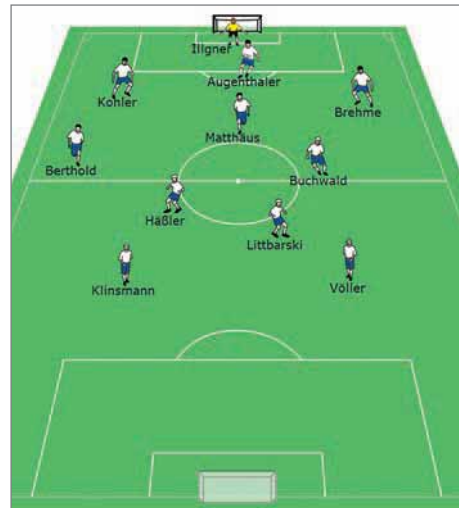 Illgner
Augenthaler
Kohler
Brehme
Matthäus
Berthold
Buchwald
Häßler
Littbarski
Klinsmann
Völler